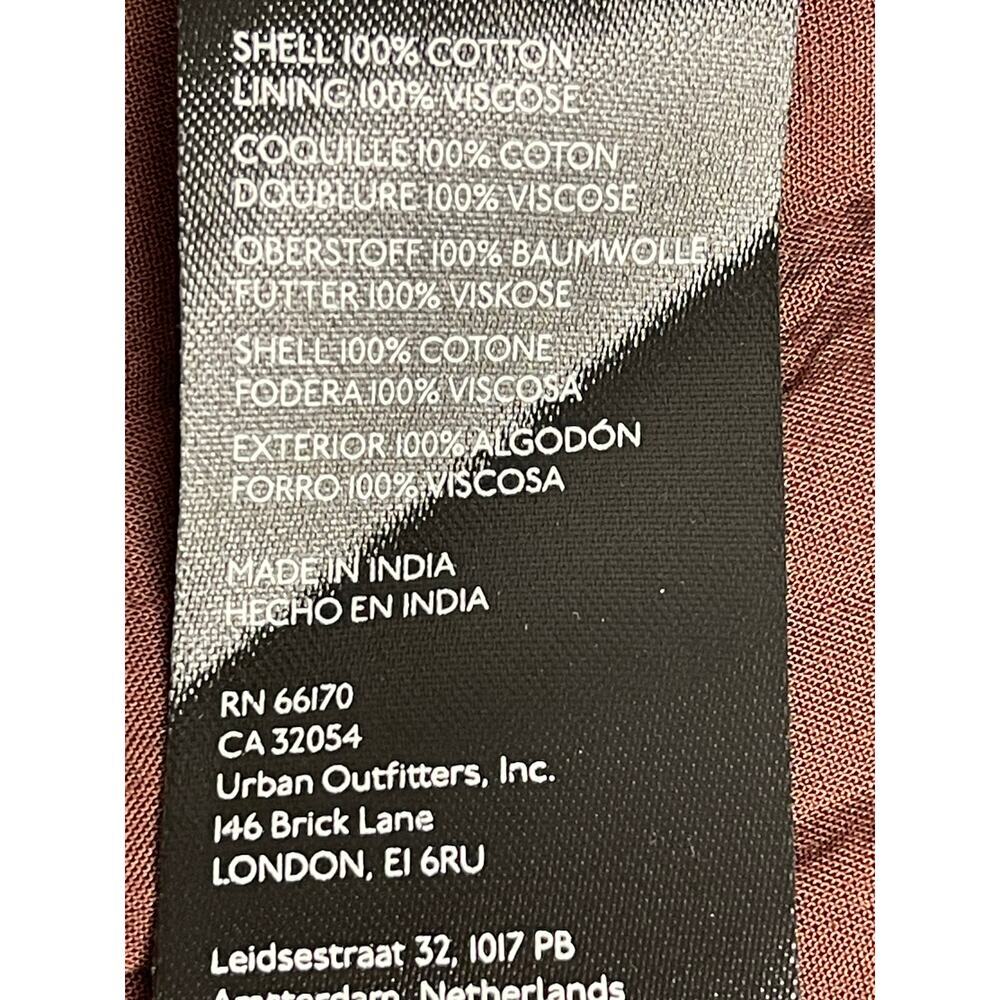 SHELL 100% COTTON
LINING 100% VISCOSE
COQUILLE 100% COTON
DOUBLURE 100% VISCOSE
OBERSTOFF 100% BAUMWOLLE
FUTTER 100% VISKOSE
SHELL 100% COTONE
FODERA 100% VISCOSA
EXTERIOR 100% ALGODÓN
FORRO 100% VISCOSA
MADE IN INDIA
HECHO EN INDIA
RN 66170
CA 32054
Urban Outfitters, Inc.
146 Brick Lane
LONDON, E1 6RU
Leidsestraat 32, 1017 PB
Amsterdam, Netherlands